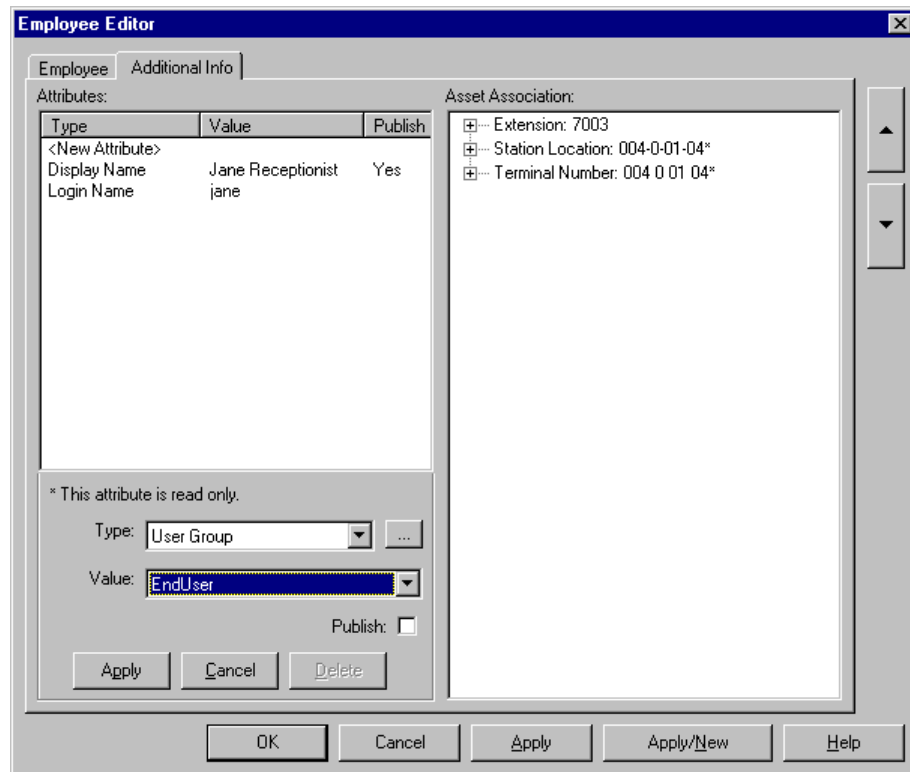 Employee Editor
Employee
Additional Info
Attributes:
Type Value Publish
<New Attribute>
Display Name Jane Receptionist Yes
Login Name jane
* This attribute is read only.
Type: User Group ...
Value: EndUser
Publish:
Apply Cancel Delete
Asset Association:
Extension: 7003
Station Location: 004-0-01-04*
Terminal Number: 004 0 01 04*
OK Cancel Apply Apply/New Help